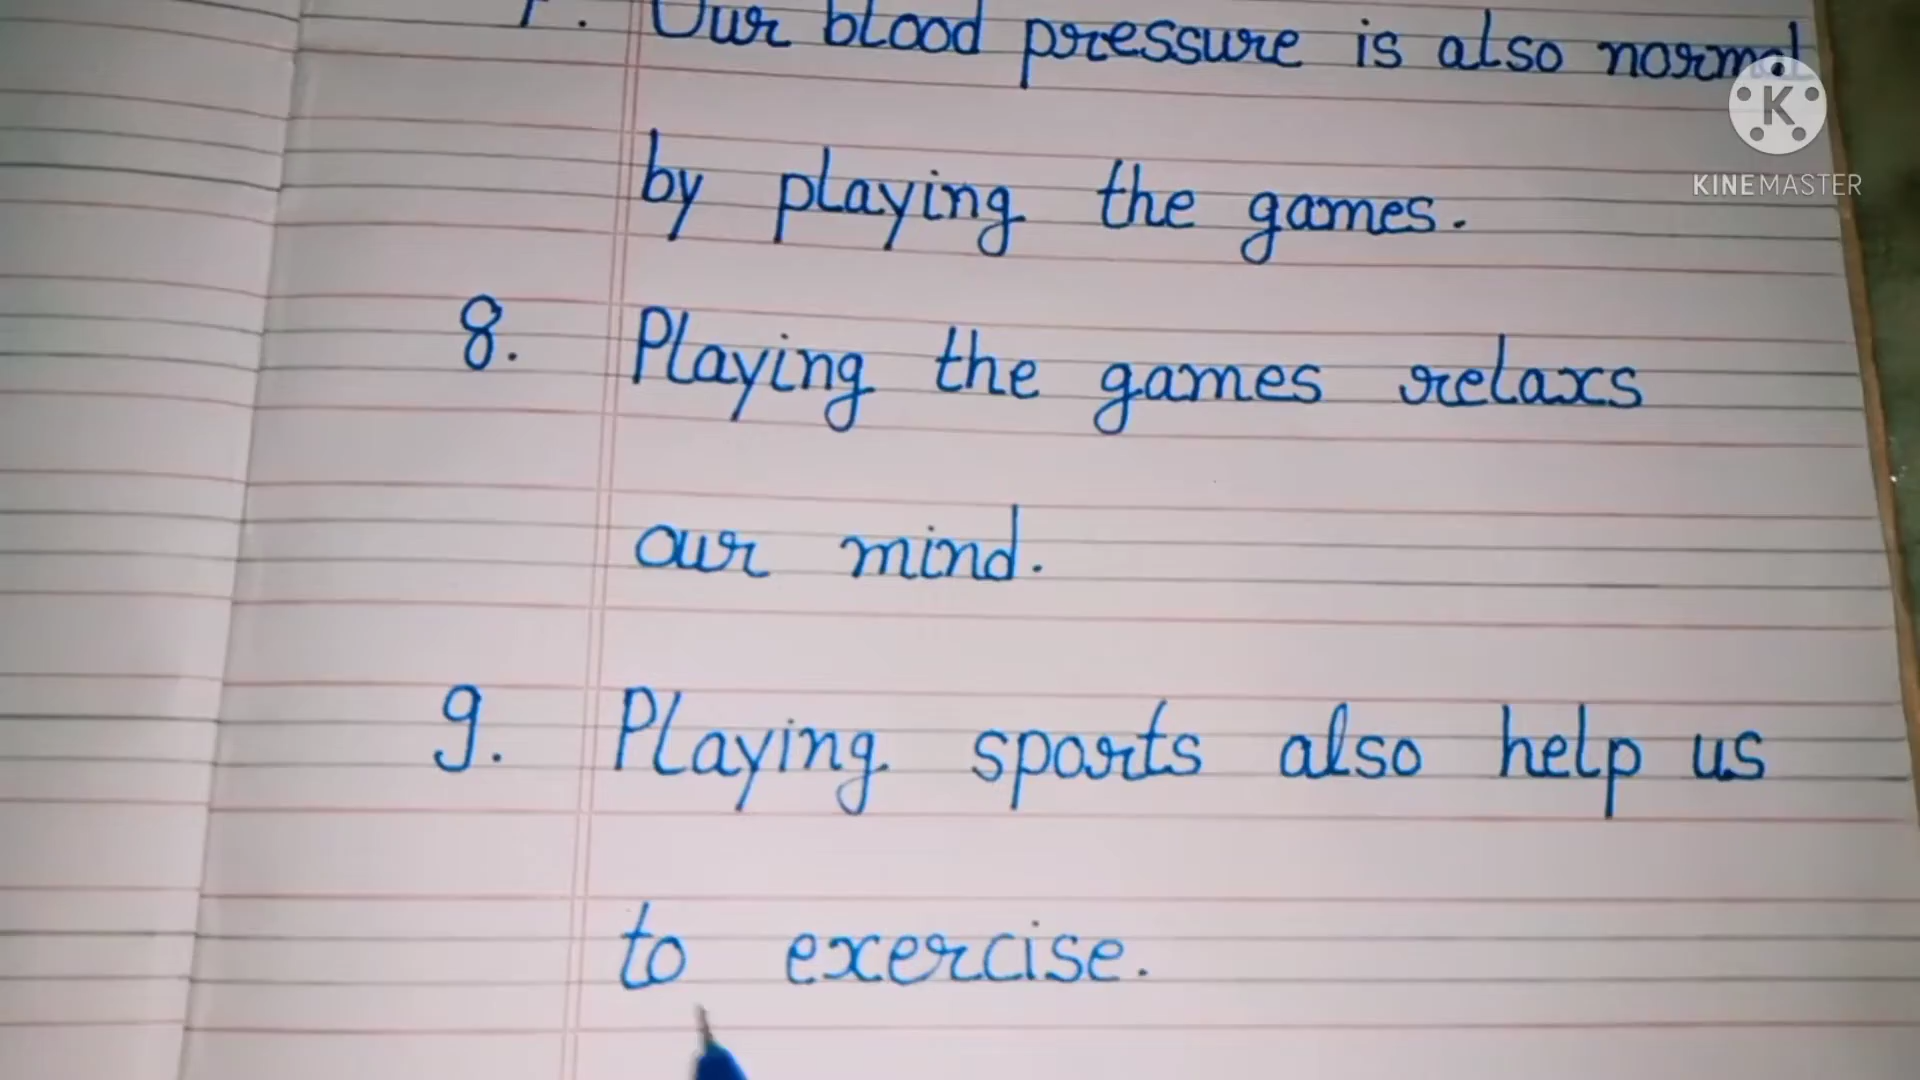 7. Our blood pressure is also normal
by playing the games.
8. Playing the games relaxs
our mind.
9. Playing sports also help us
to exercise.
K
KINEMASTER